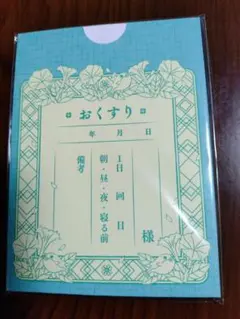 おくすり
年 月 日
様
1日 回 日
朝・昼・夜・寝る前
備考